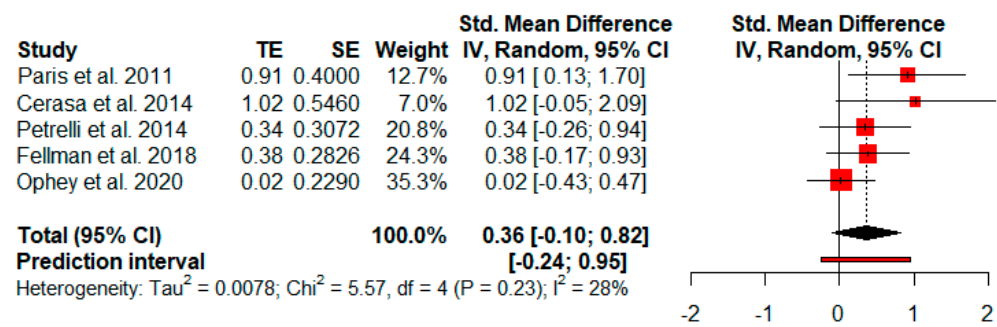 Std. Mean Difference Std. Mean Difference
Study TE SE Weight IV, Random, 95% CI IV, Random, 95% CI
Paris et al. 2011 0.91 0.4000 12.7% 0.91 [ 0.13; 1.70]
Cerasa et al. 2014 1.02 0.5460 7.0% 1.02 [-0.05; 2.09]
Petrelli et al. 2014 0.34 0.3072 20.8% 0.34 [-0.26; 0.94]
Fellman et al. 2018 0.38 0.2826 24.3% 0.38 [-0.17; 0.93]
Ophey et al. 2020 0.02 0.2290 35.3% 0.02 [-0.43; 0.47]
Total (95% CI) 100.0% 0.36 [-0.10; 0.82]
Prediction interval [-0.24; 0.95]
Heterogeneity: Tau² = 0.0078; Chi² = 5.57, df = 4 (P = 0.23); I² = 28%
-2 -1 0 1 2